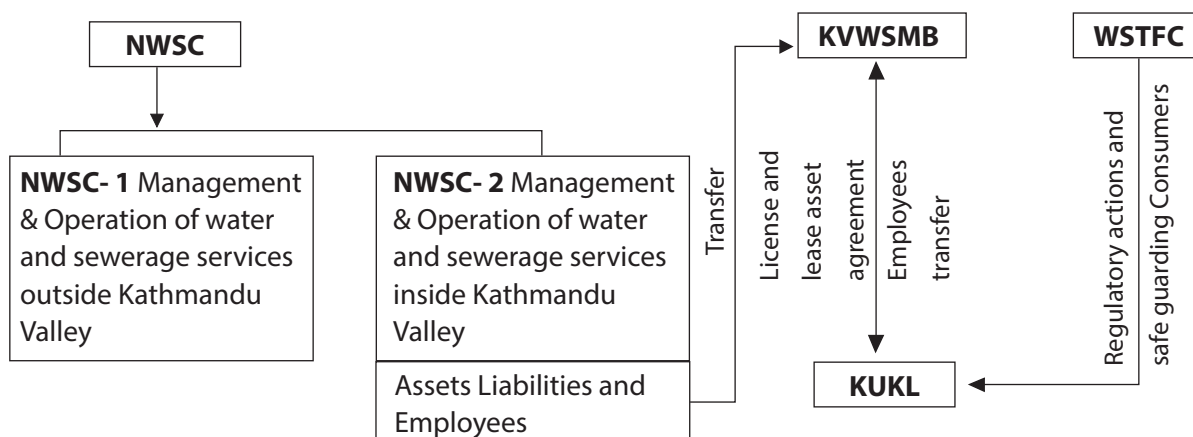 NWSC
KVWSMB
WSTFC
NWSC- 1 Management
& Operation of water
and sewerage services
outside Kathmandu
Valley
NWSC- 2 Management
& Operation of water
and sewerage services
inside Kathmandu
Valley
Assets Liabilities and
Employees
Transfer
License and
lease asset
agreement
Employees
transfer
Regulatory actions and
safe guarding Consumers
KUKL